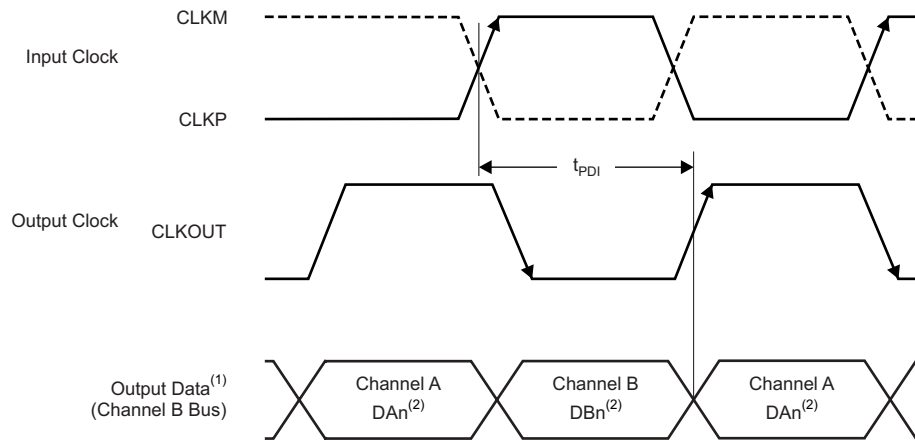 CLKM
Input Clock
CLKP
tPDI
Output Clock
CLKOUT
Output Data(1)
(Channel B Bus)
Channel A
DAn(2)
Channel B
DBn(2)
Channel A
DAn(2)